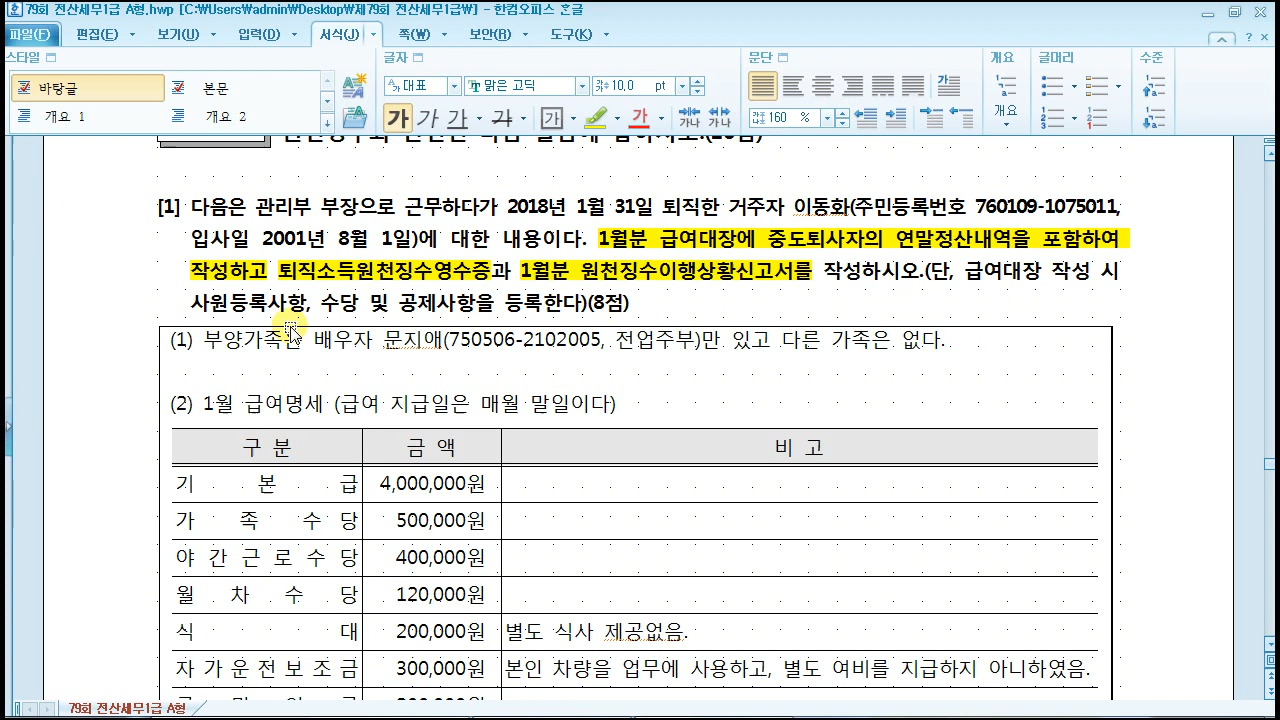 79회 전산세무1급 A형.hwp [C:\Users\admin\Desktop\제79회 전산세무1급\] - 한컴오피스 한글
파일(F) 편집(E) 보기(U) 입력(D) 서식(J) 쪽(W) 보안(R) 도구(K)
스타일 글자 문단 개요 글머리 수준
바탕글 본문
개요 1 개요 2
대표 맑은 고딕 10,0 pt
가 가 가 가 가 가
160 %
개요
[1] 다음은 관리부 부장으로 근무하다가 2018년 1월 31일 퇴직한 거주자 이동화(주민등록번호 760109-1075011,
입사일 2001년 8월 1일)에 대한 내용이다. 1월분 급여대장에 중도퇴사자의 연말정산내역을 포함하여
작성하고 퇴직소득원천징수영수증과 1월분 원천징수이행상황신고서를 작성하시오.(단, 급여대장 작성 시
사원등록사항, 수당 및 공제사항을 등록한다)(8점)
(1) 부양가족은 배우자 문지애(750506-2102005, 전업주부)만 있고 다른 가족은 없다.
(2) 1월 급여명세 (급여 지급일은 매월 말일이다)
구 분 금 액 비 고
기 본 급 4,000,000원
가 족 수 당 500,000원
야 간 근 로 수 당 400,000원
월 차 수 당 120,000원
식 대 200,000원 별도 식사 제공없음.
자 가 운 전 보 조 금 300,000원 본인 차량을 업무에 사용하고, 별도 여비를 지급하지 아니하였음.
79회 전산세무1급 A형